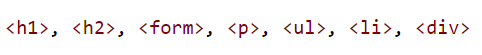 <h1>, <h2>, <form>, <p>, <ul>, <li>, <div>